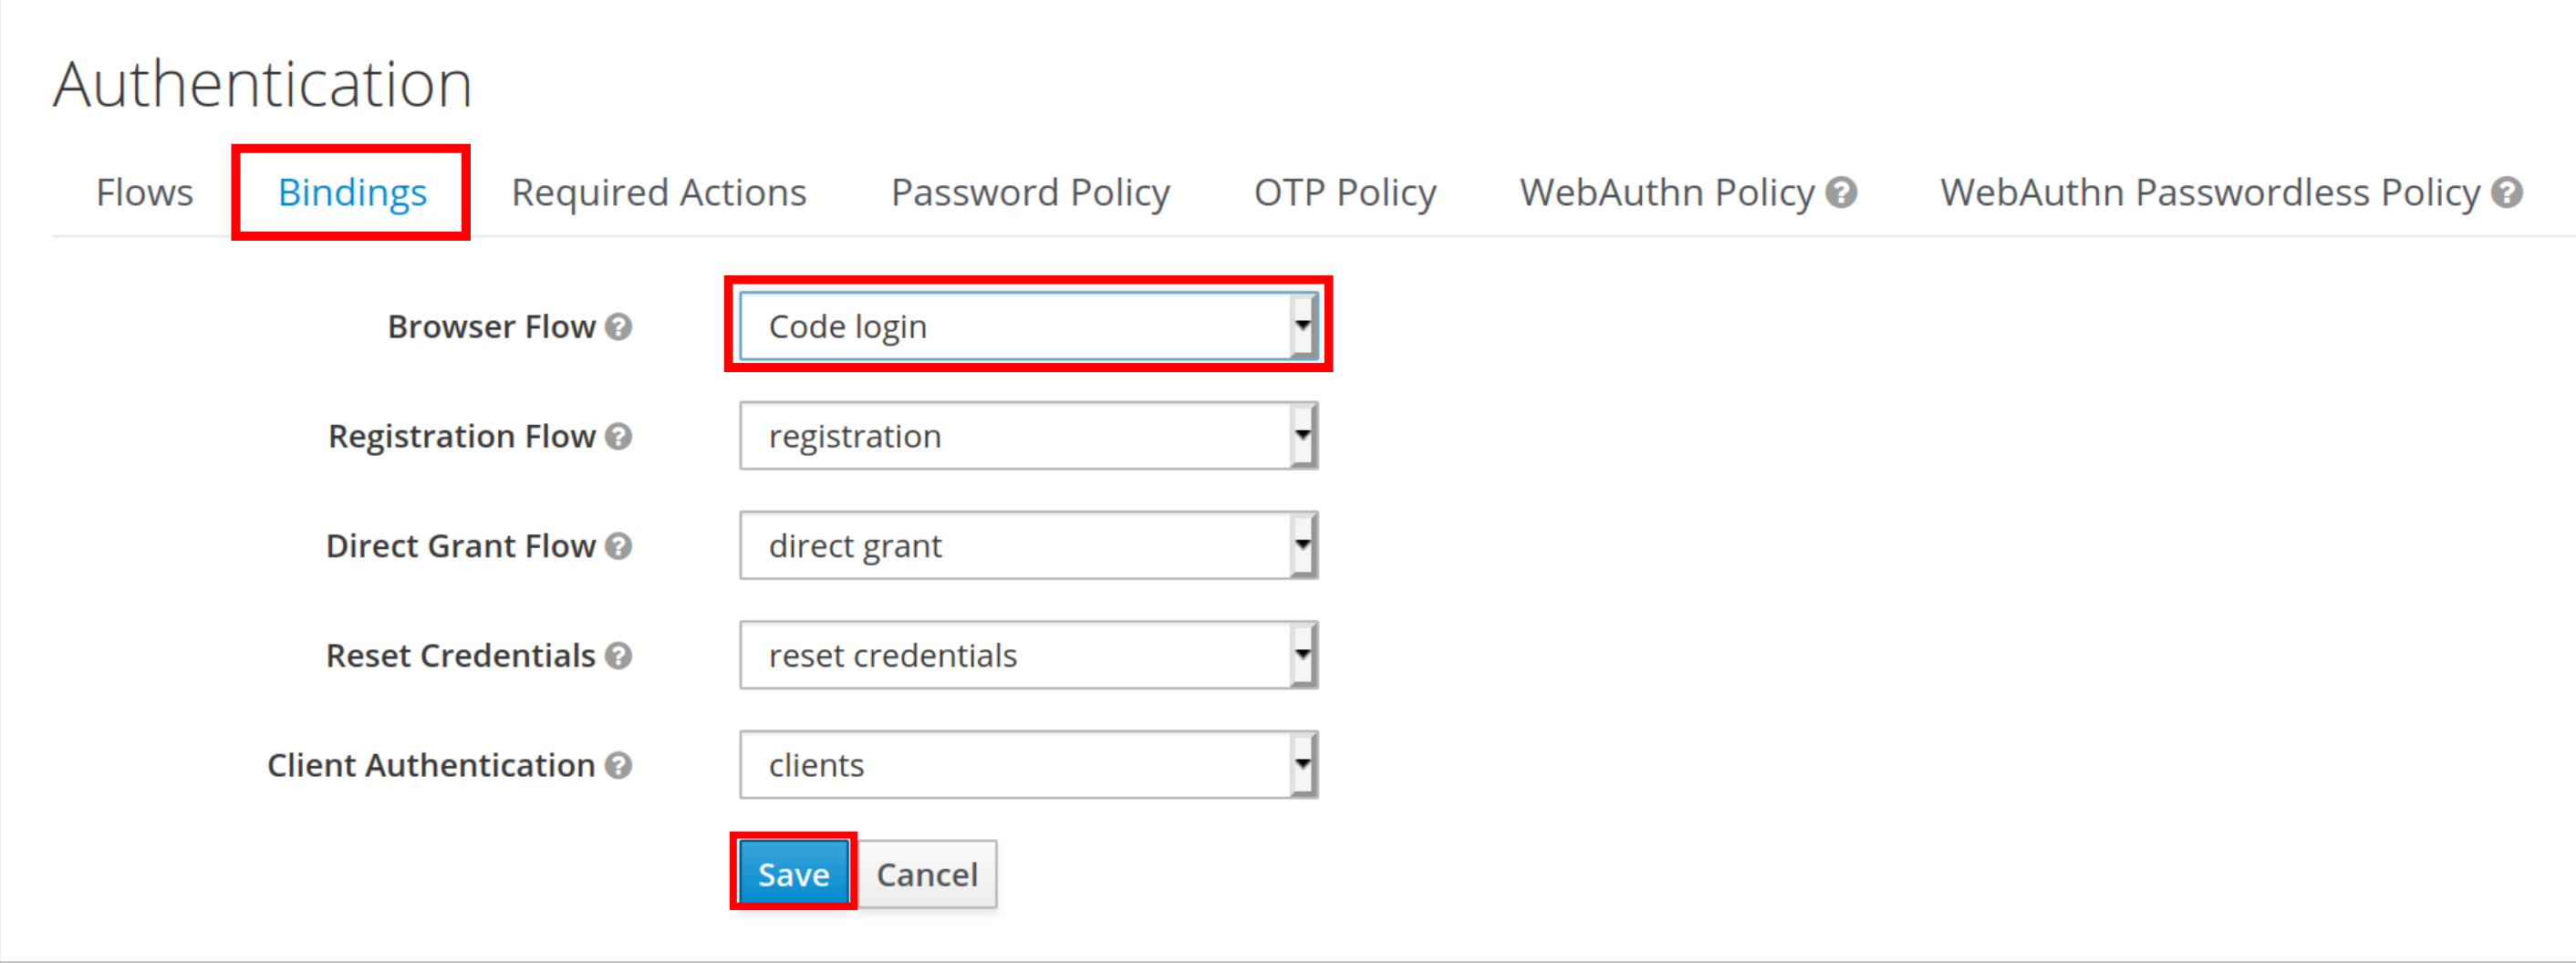 Authentication
Flows Bindings Required Actions Password Policy OTP Policy WebAuthn Policy WebAuthn Passwordless Policy
Browser Flow Code login
Registration Flow registration
Direct Grant Flow direct grant
Reset Credentials reset credentials
Client Authentication clients
Save Cancel